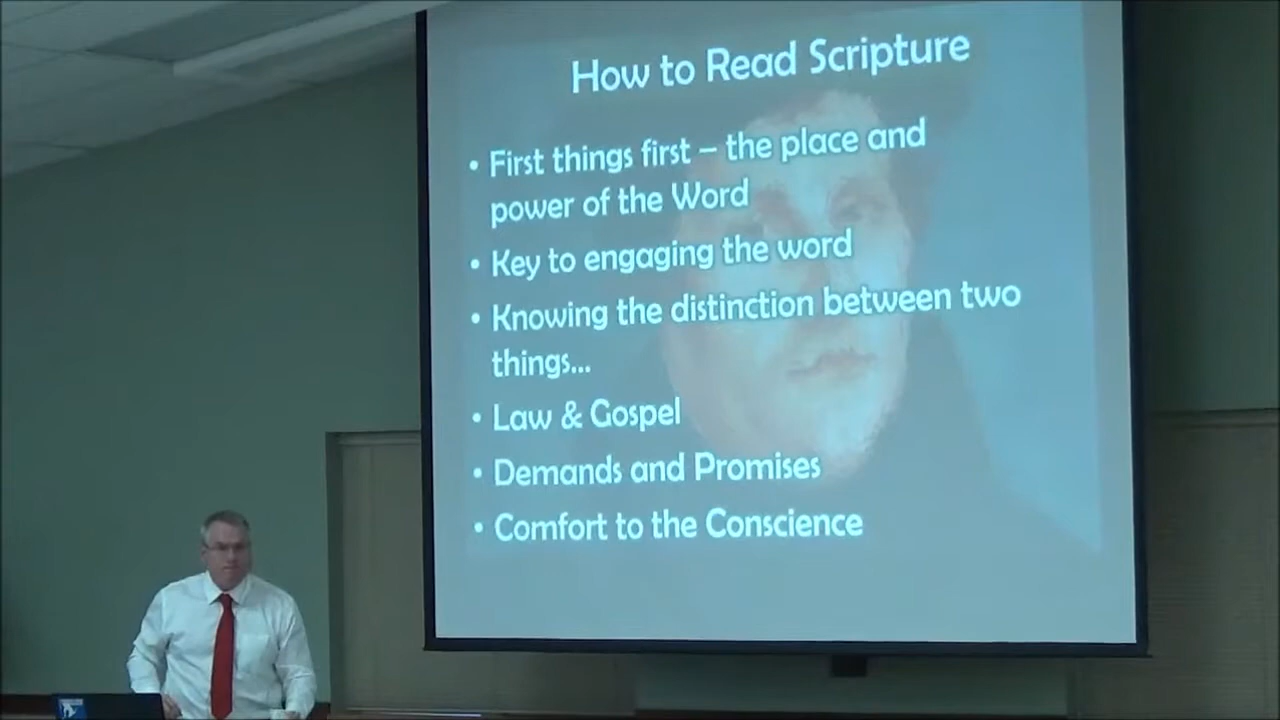 How to Read Scripture
• First things first – the place and
power of the Word
• Key to engaging the word
• Knowing the distinction between two
things...
• Law & Gospel
• Demands and Promises
• Comfort to the Conscience